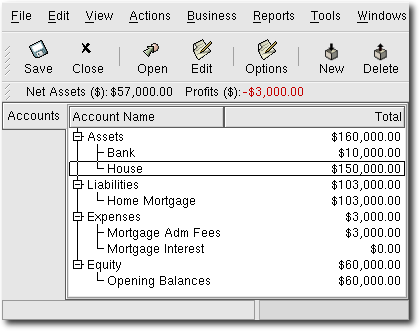 File Edit View Actions Business Reports Tools Windows
Save Close Open Edit Options New Delete
Net Assets ($): $57,000.00 Profits ($): -$3,000.00
Accounts
Account Name Total
Assets $160,000.00
Bank $10,000.00
House $150,000.00
Liabilities $103,000.00
Home Mortgage $103,000.00
Expenses $3,000.00
Mortgage Adm Fees $3,000.00
Mortgage Interest $0.00
Equity $60,000.00
Opening Balances $60,000.00